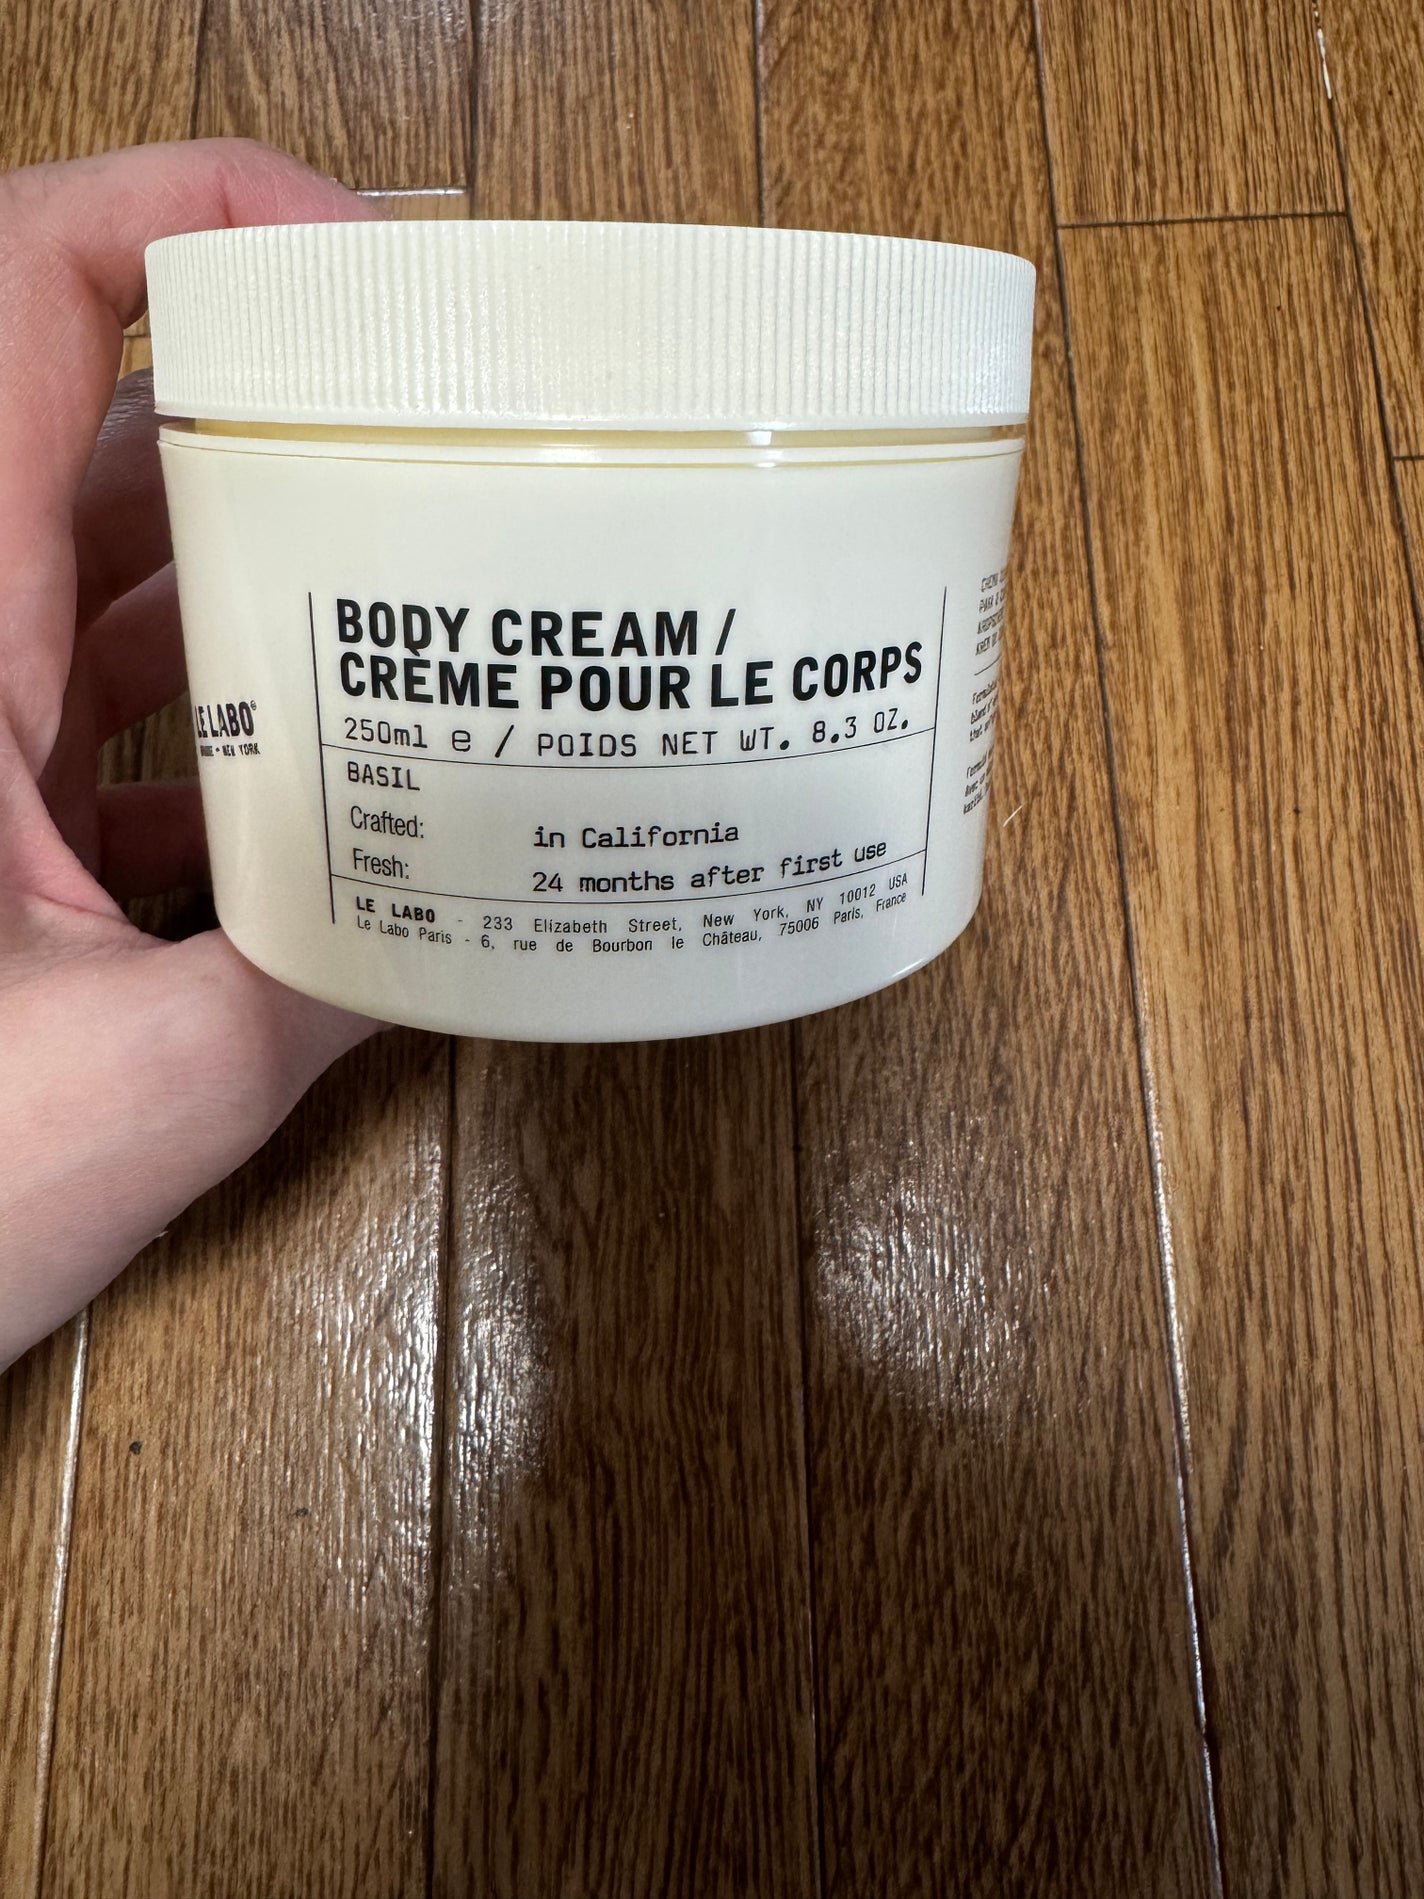 LE LABO®
NEW YORK
BODY CREAM /
CRÈME POUR LE CORPS
250ml e / POIDS NET WT. 8.3 OZ.
BASIL
Crafted: in California
Fresh: 24 months after first use
LE LABO - 233 Elizabeth Street, New York, NY 10012 USA
Le Labo Paris - 6, rue de Bourbon le Château, 75006 Paris, France